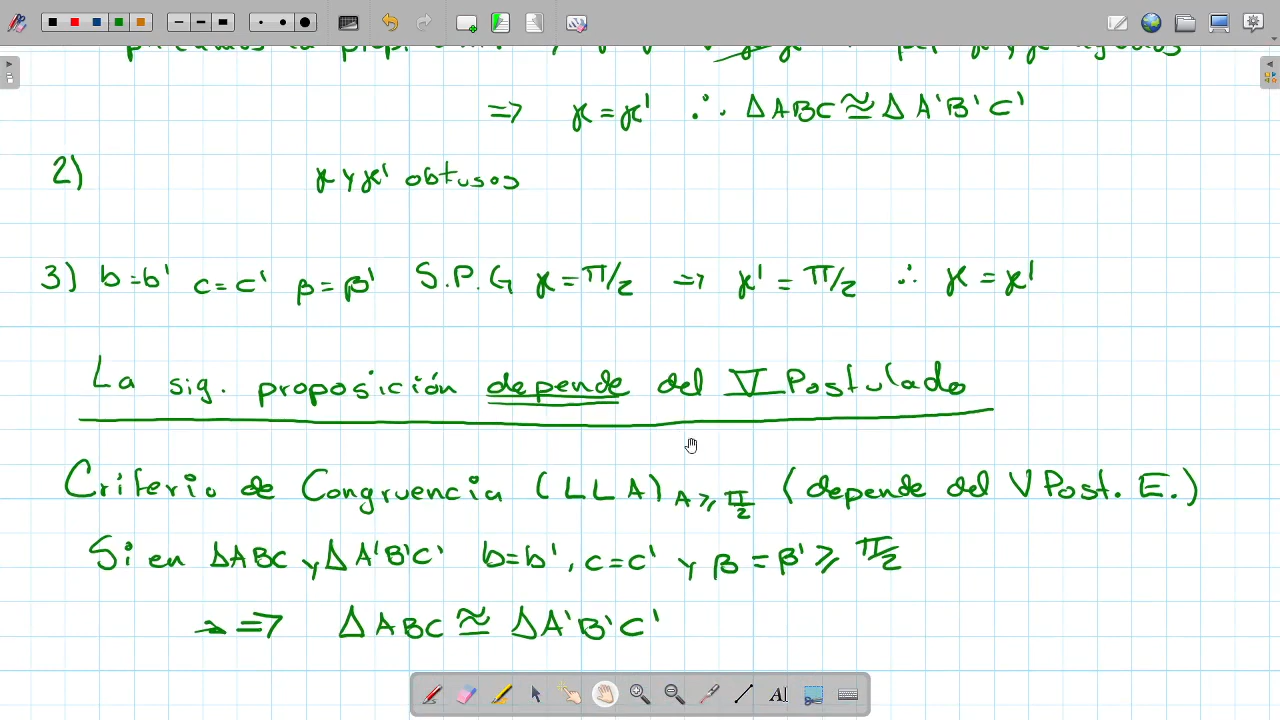 => γ = γ' ∴ ΔABC ≅ ΔA'B'C'
2) γ y γ' obtusos
3) b=b' c=c' β=β' S.P.G γ=π/2 => γ'=π/2 ∴ γ=γ'
La sig. proposición depende del V Postulado
Criterio de Congruencia (LLA) A≥π/2 (depende del V Post. E.)
Si en ΔABC y ΔA'B'C' b=b', c=c' y β=β'≥π/2
=> ΔABC ≅ ΔA'B'C'